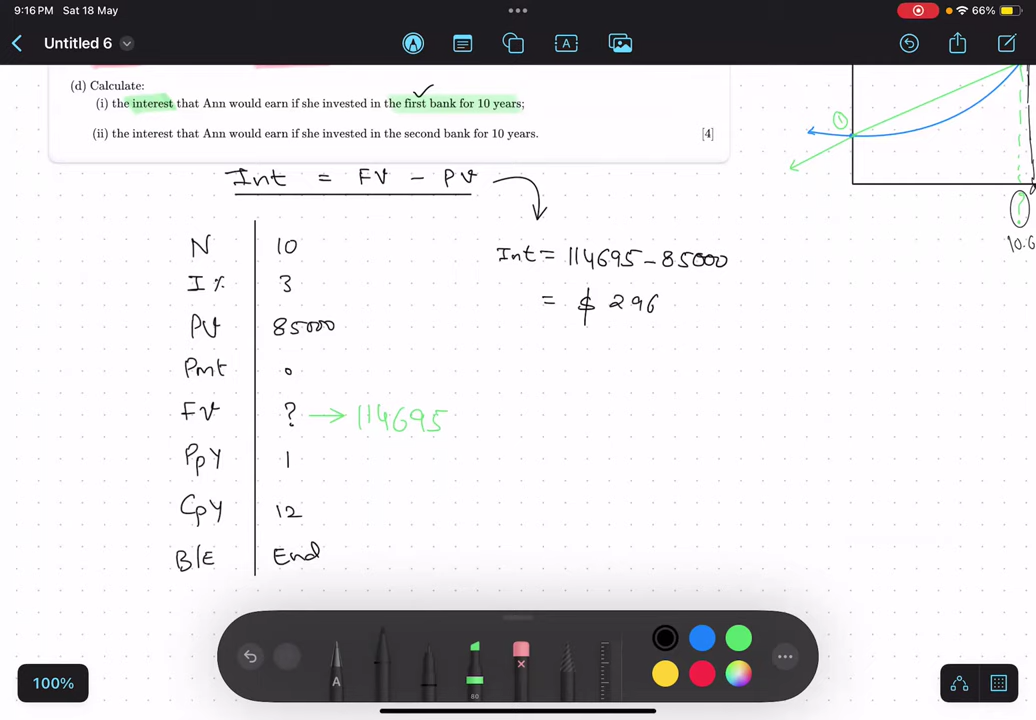 9:16 PM Sat 18 May
66%
Untitled 6
(d) Calculate:
(i) the interest that Ann would earn if she invested in the first bank for 10 years;
(ii) the interest that Ann would earn if she invested in the second bank for 10 years. [4]
Int = FV - PV
N 10
I% 3
PV 85000
Pmt 0
FV ? → 114695
PpY 1
CpY 12
B/E End
Int = 114695 - 85000
= $ 296
1
?
10.6
A
80
100%